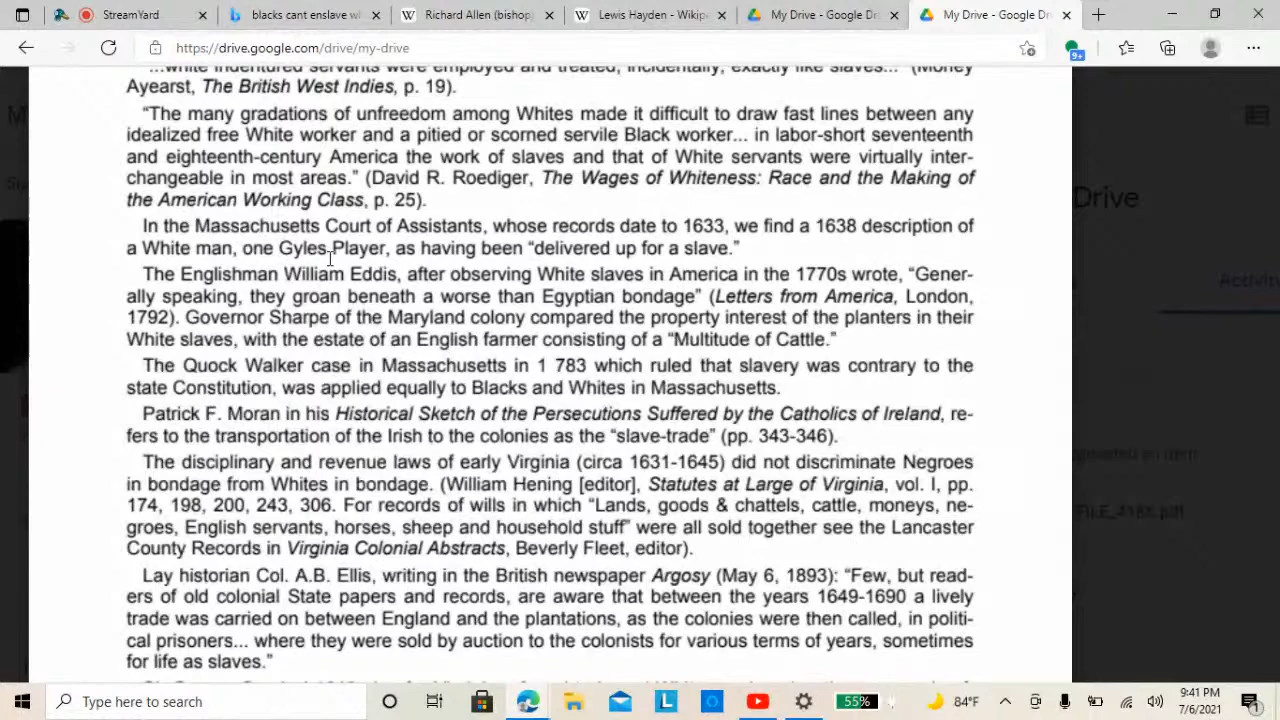 StreamYard
blacks cant enslave wi
Richard Allen (bishop)
Lewis Hayden - Wikip
My Drive - Google Dri
My Drive - Google Dri
https://drive.google.com/drive/my-drive
9+
...white indentured servants were employed and treated, incidentally, exactly like slaves..." (Morley
Ayearst, The British West Indies, p. 19).
"The many gradations of unfreedom among Whites made it difficult to draw fast lines between any
idealized free White worker and a pitied or scorned servile Black worker... in labor-short seventeenth
and eighteenth-century America the work of slaves and that of White servants were virtually inter-
changeable in most areas." (David R. Roediger, The Wages of Whiteness: Race and the Making of
the American Working Class, p. 25).
In the Massachusetts Court of Assistants, whose records date to 1633, we find a 1638 description of
a White man, one Gyles Player, as having been "delivered up for a slave."
The Englishman William Eddis, after observing White slaves in America in the 1770s wrote, "Gener-
ally speaking, they groan beneath a worse than Egyptian bondage" (Letters from America, London,
1792). Governor Sharpe of the Maryland colony compared the property interest of the planters in their
White slaves, with the estate of an English farmer consisting of a "Multitude of Cattle."
The Quock Walker case in Massachusetts in 1 783 which ruled that slavery was contrary to the
state Constitution, was applied equally to Blacks and Whites in Massachusetts.
Patrick F. Moran in his Historical Sketch of the Persecutions Suffered by the Catholics of Ireland, re-
fers to the transportation of the Irish to the colonies as the "slave-trade" (pp. 343-346).
The disciplinary and revenue laws of early Virginia (circa 1631-1645) did not discriminate Negroes
in bondage from Whites in bondage. (William Hening [editor], Statutes at Large of Virginia, vol. I, pp.
174, 198, 200, 243, 306. For records of wills in which "Lands, goods & chattels, cattle, moneys, ne-
groes, English servants, horses, sheep and household stuff" were all sold together see the Lancaster
County Records in Virginia Colonial Abstracts, Beverly Fleet, editor).
Lay historian Col. A.B. Ellis, writing in the British newspaper Argosy (May 6, 1893): "Few, but read-
ers of old colonial State papers and records, are aware that between the years 1649-1690 a lively
trade was carried on between England and the plantations, as the colonies were then called, in politi-
cal prisoners... where they were sold by auction to the colonists for various terms of years, sometimes
for life as slaves."
Drive
Activity
Type here to search
55%
84°F
9:41 PM
7/6/2021